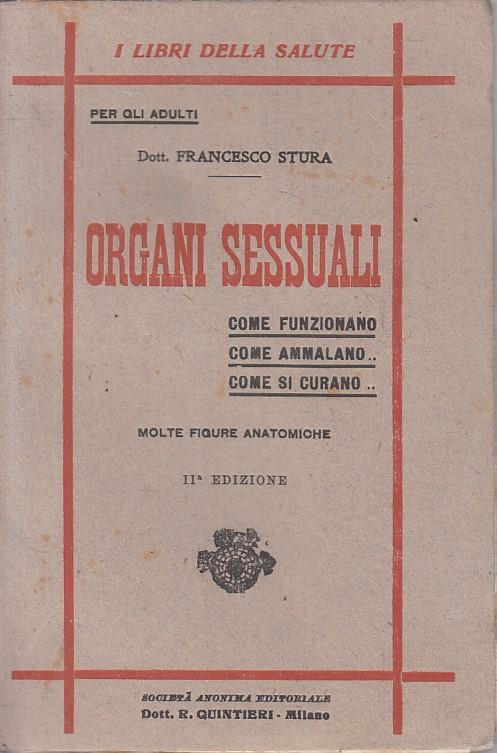 I LIBRI DELLA SALUTE
PER GLI ADULTI
Dott. FRANCESCO STURA
ORGANI SESSUALI
COME FUNZIONANO
COME AMMALANO..
COME SI CURANO..
MOLTE FIGURE ANATOMICHE
IIª EDIZIONE
SOCIETÀ ANONIMA EDITORIALE
Dott. R. QUINTIERI - Milano